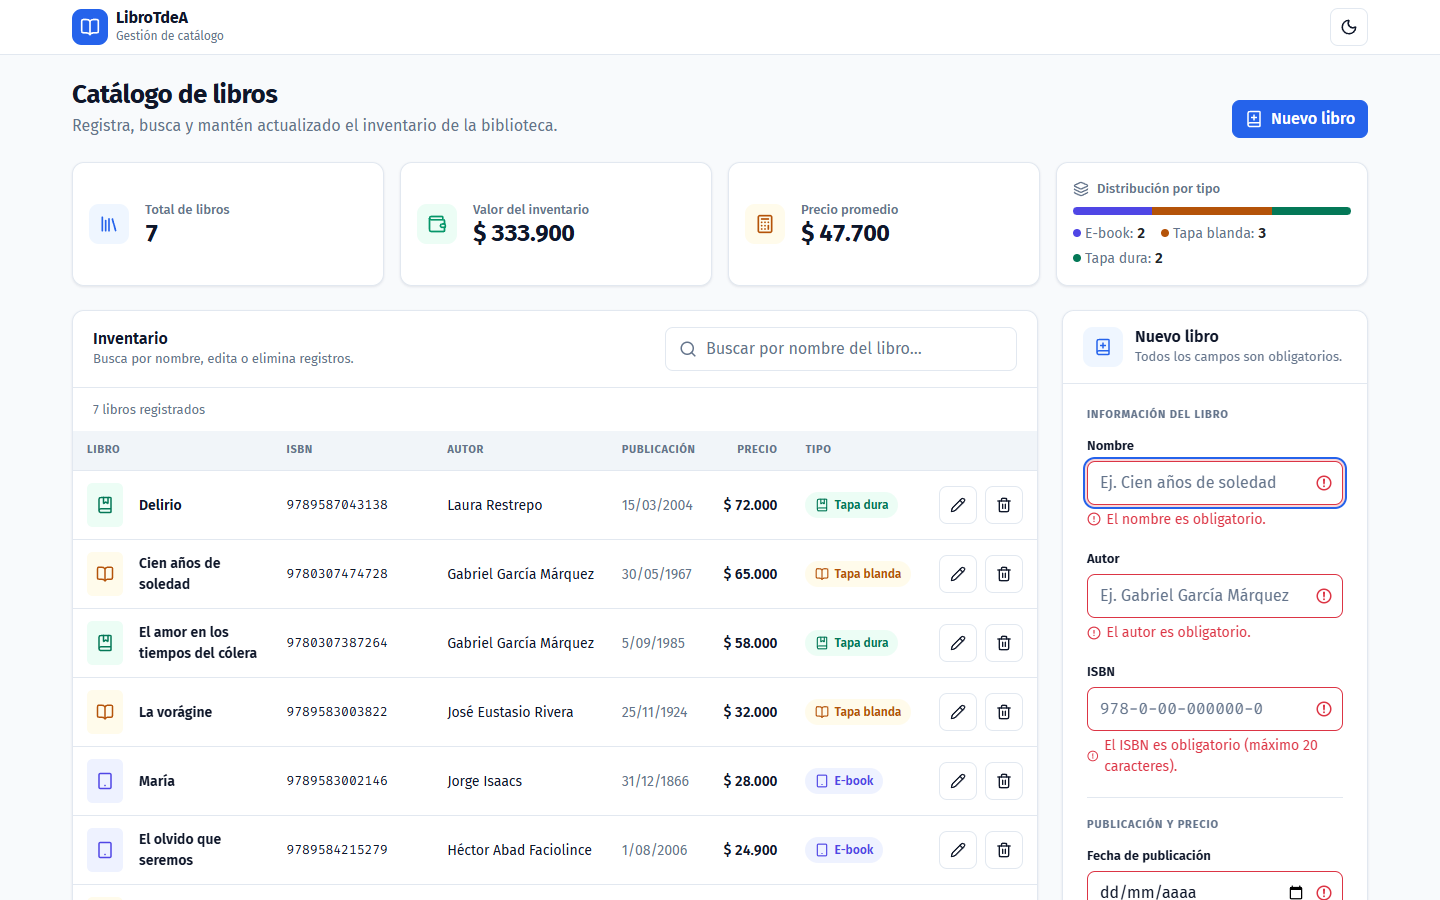 LibroTdeA
Gestión de catálogo
Catálogo de libros
Registra, busca y mantén actualizado el inventario de la biblioteca.
Nuevo libro
Total de libros
7
Valor del inventario
$ 333.900
Precio promedio
$ 47.700
Distribución por tipo
E-book: 2 Tapa blanda: 3
Tapa dura: 2
Inventario
Busca por nombre, edita o elimina registros.
Buscar por nombre del libro...
7 libros registrados
LIBRO ISBN AUTOR PUBLICACIÓN PRECIO TIPO
Delirio 9789587043138 Laura Restrepo 15/03/2004 $ 72.000 Tapa dura
Cien años de
soledad 9780307474728 Gabriel García Márquez 30/05/1967 $ 65.000 Tapa blanda
El amor en los
tiempos del cólera 9780307387264 Gabriel García Márquez 5/09/1985 $ 58.000 Tapa dura
La vorágine 9789583003822 José Eustasio Rivera 25/11/1924 $ 32.000 Tapa blanda
María 9789583002146 Jorge Isaacs 31/12/1866 $ 28.000 E-book
El olvido que
seremos 9789584215279 Héctor Abad Faciolince 1/08/2006 $ 24.900 E-book
Nuevo libro
Todos los campos son obligatorios.
INFORMACIÓN DEL LIBRO
Nombre
Ej. Cien años de soledad
El nombre es obligatorio.
Autor
Ej. Gabriel García Márquez
El autor es obligatorio.
ISBN
978-0-00-000000-0
El ISBN es obligatorio (máximo 20
caracteres).
PUBLICACIÓN Y PRECIO
Fecha de publicación
dd/mm/aaaa